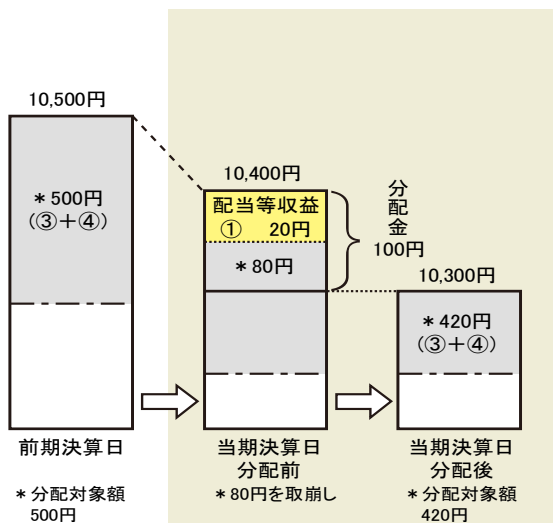 10,500円
＊500円
（③＋④）
前期決算日
＊分配対象額
500円
10,400円
配当等収益
① 20円
＊80円
分配金
100円
当期決算日
分配前
＊80円を取崩し
10,300円
＊420円
（③＋④）
当期決算日
分配後
＊分配対象額
420円